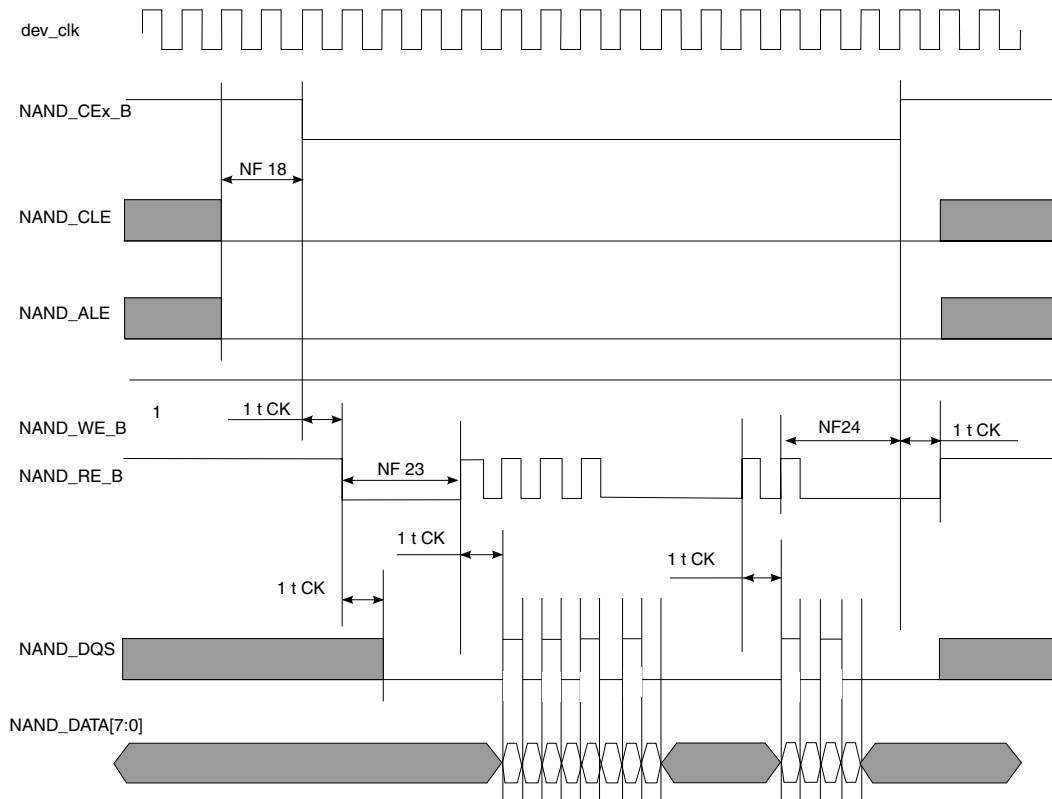 dev_clk
NAND_CEx_B
NF 18
NAND_CLE
NAND_ALE
1
1 t CK
NF24
1 t CK
NAND_WE_B
NF 23
NAND_RE_B
1 t CK
1 t CK
1 t CK
NAND_DQS
NAND_DATA[7:0]